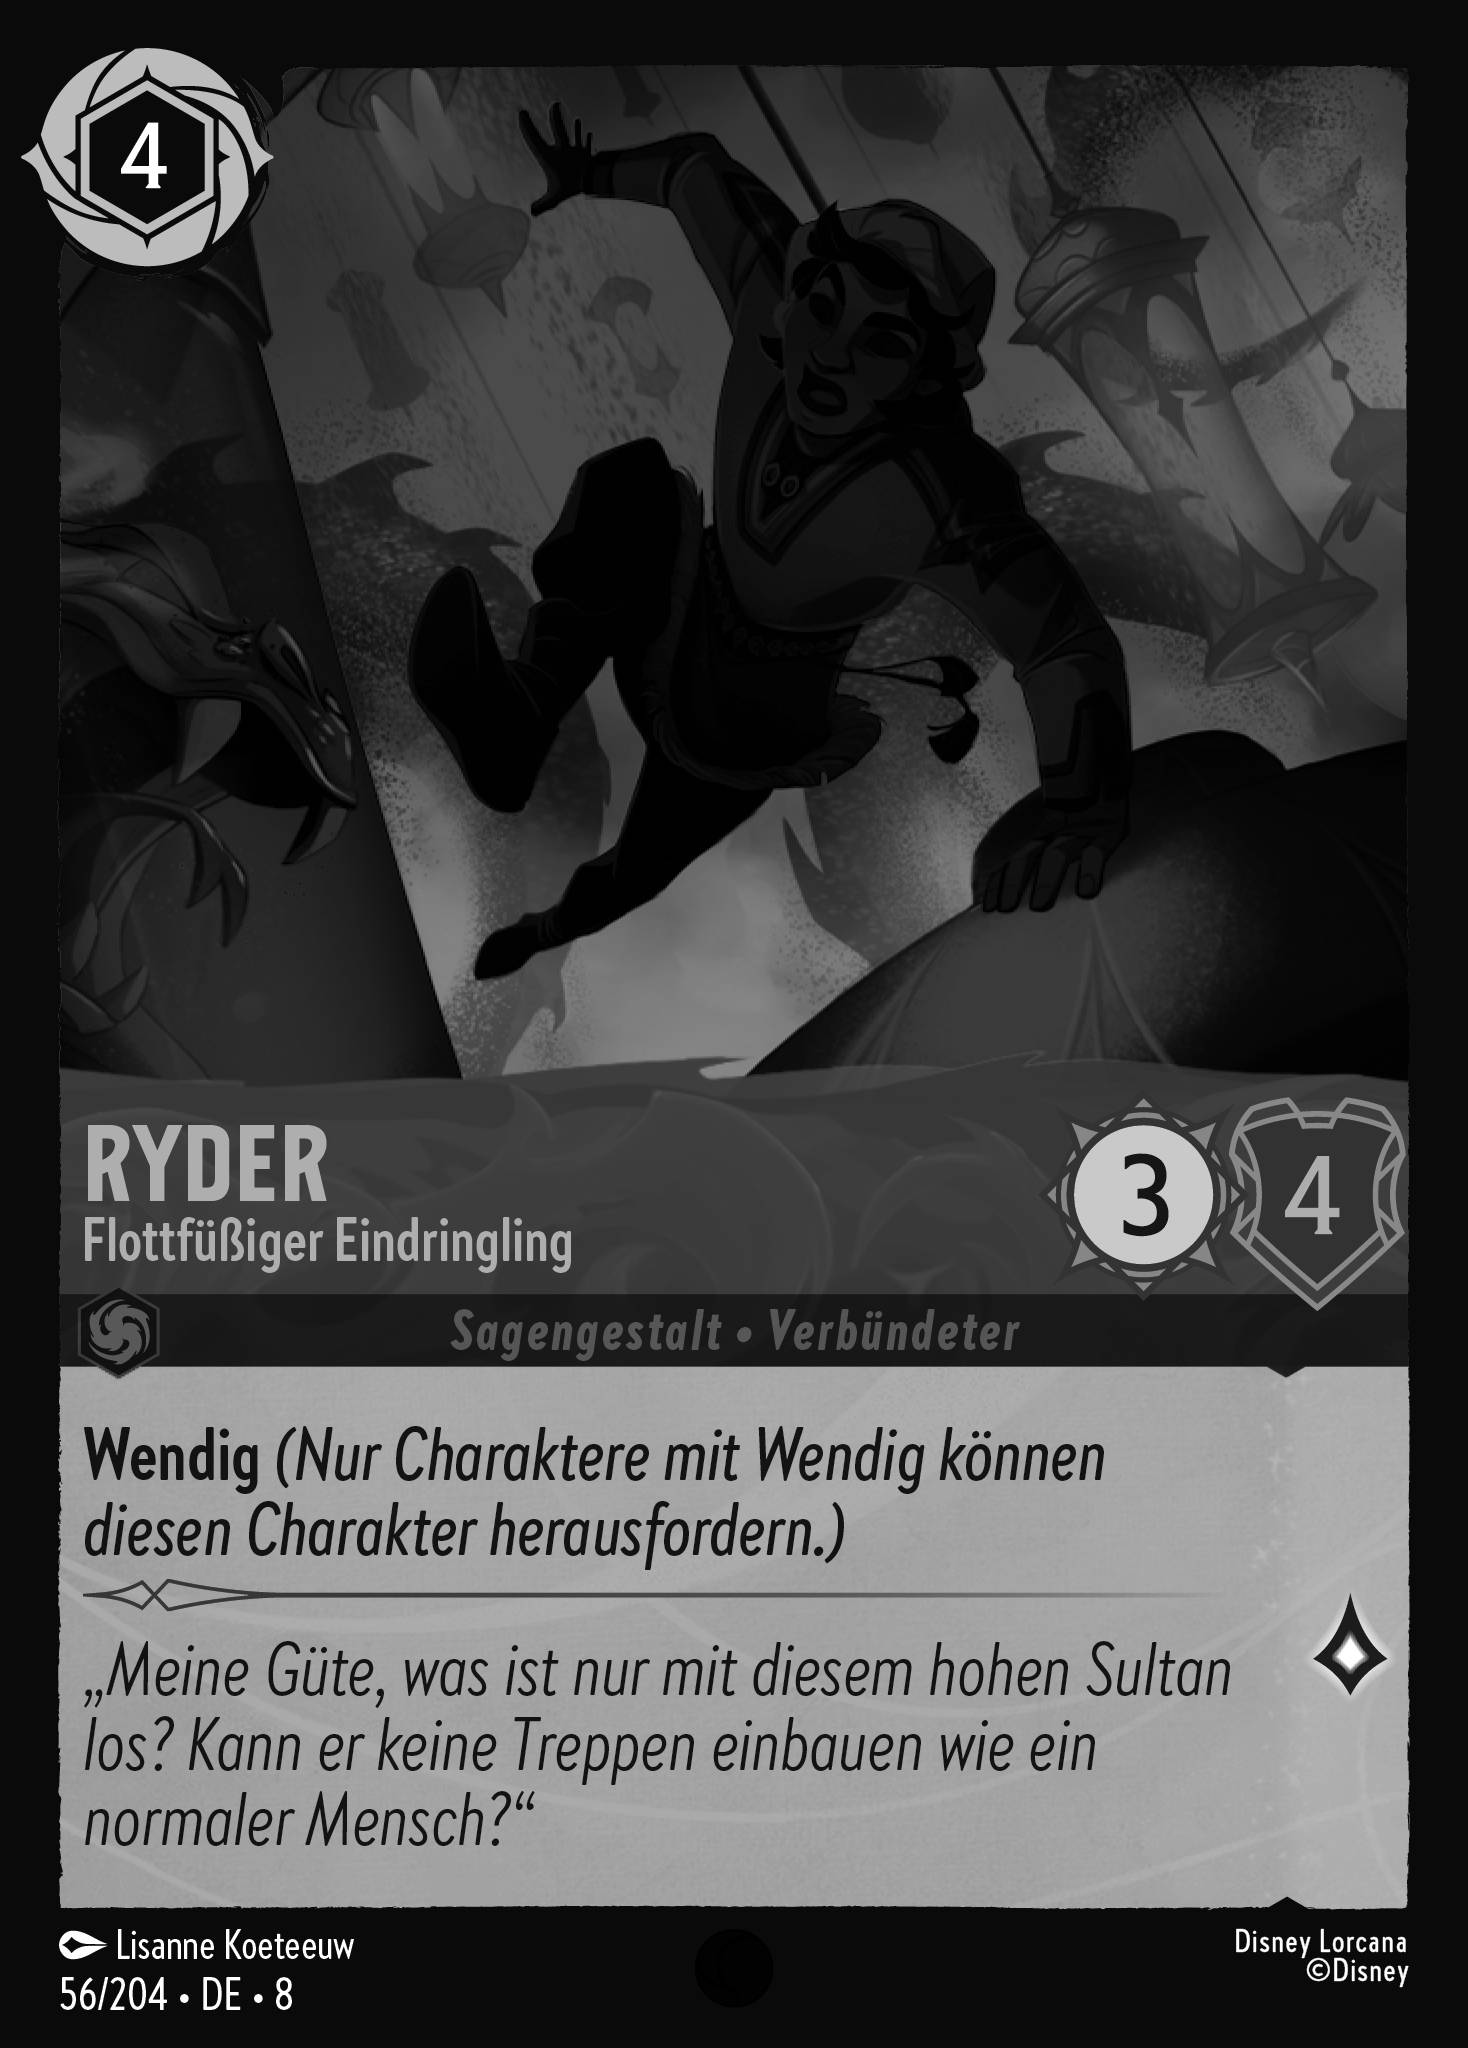 4
RYDER
Flottfüßiger Eindringling
3
4
Sagengestalt • Verbündeter
Wendig (Nur Charaktere mit Wendig können
diesen Charakter herausfordern.)
„Meine Güte, was ist nur mit diesem hohen Sultan
los? Kann er keine Treppen einbauen wie ein
normaler Mensch?“
Lisanne Koeteeuw
56/204 • DE • 8
Disney Lorcana
©Disney